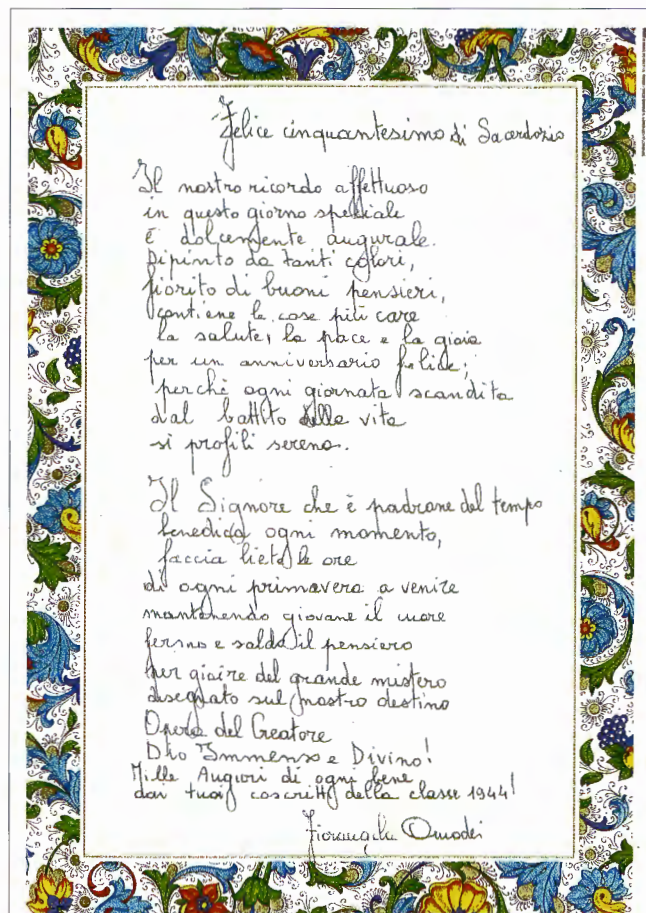 Felice cinquantesimo di Sacerdozio
Il nostro ricordo affettuoso
in questo giorno speciale
è dolcemente augurale.
Dipinto da tanti colori,
fiorito di buoni pensieri,
contiene le cose più care
la salute, la pace e la gioia
per un anniversario felice;
perchè ogni giornata scandita
dal battito della vita
si profili serena.
Il Signore che è padrone del tempo
benedica ogni momento,
faccia liete le ore
di ogni primavera a venire
mantenendo giovane il cuore
fermo e saldo il pensiero
per gioire del grande mistero
disegnato sul nostro destino
Opera del Creatore
Dio Immenso e Divino!
Mille Auguri di ogni bene
dai tuoi coscritti della classe 1944!
Fiorangela Omodei